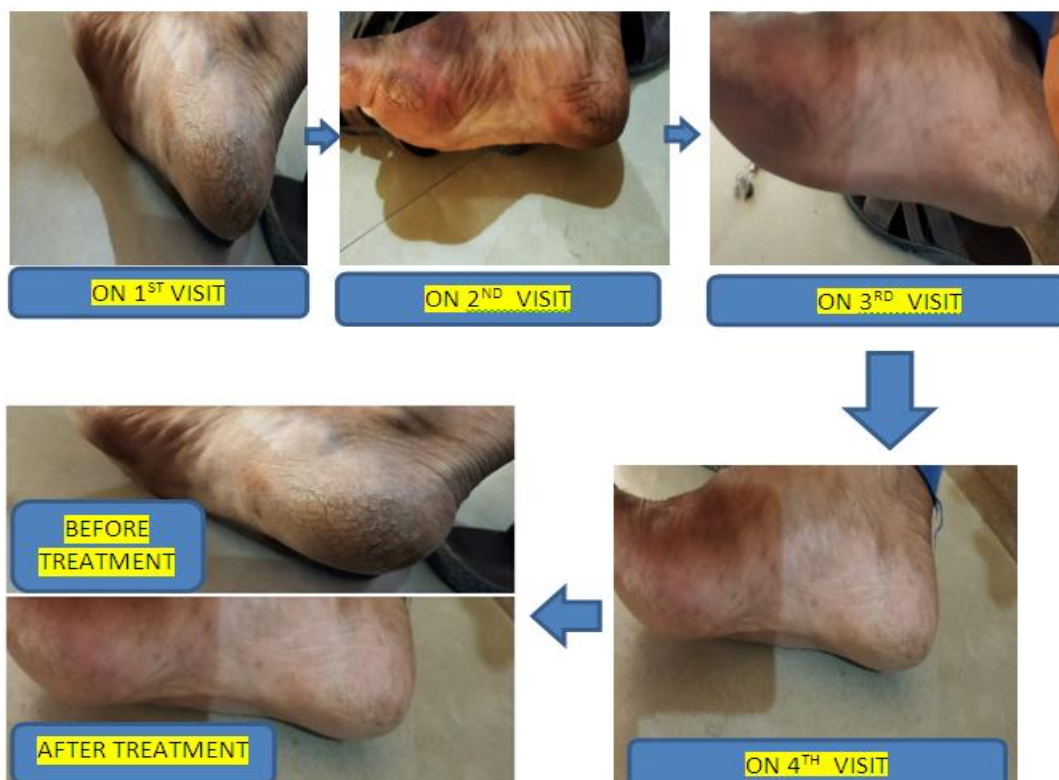 ON 1ST VISIT
ON 2ND VISIT
ON 3RD VISIT
BEFORE
TREATMENT
AFTER TREATMENT
ON 4TH VISIT